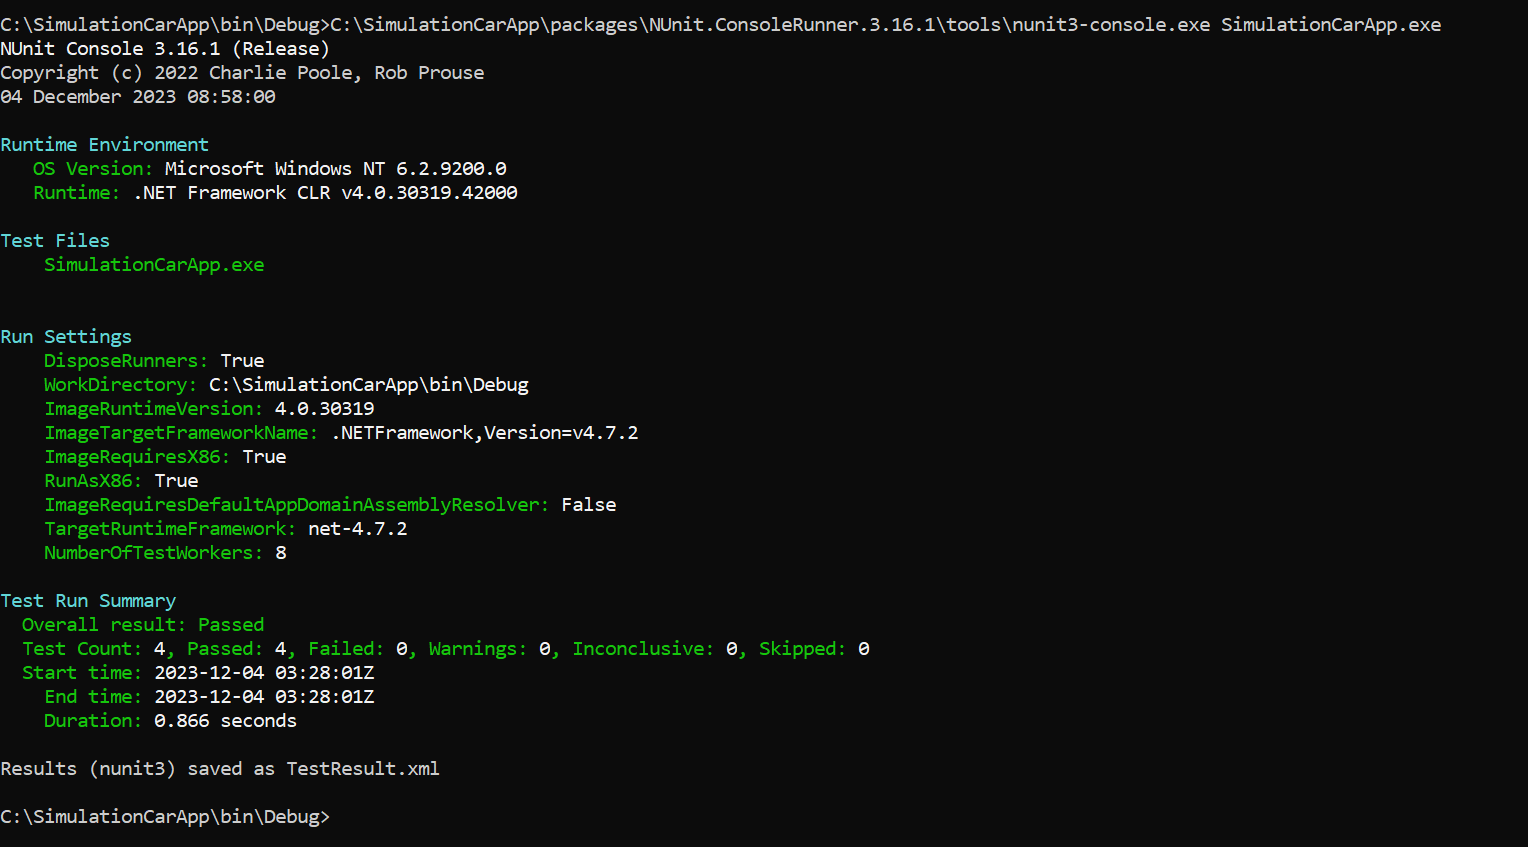 C:\SimulationCarApp\bin\Debug>C:\SimulationCarApp\packages\NUnit.ConsoleRunner.3.16.1\tools\nunit3-console.exe SimulationCarApp.exe
NUnit Console 3.16.1 (Release)
Copyright (c) 2022 Charlie Poole, Rob Prouse
04 December 2023 08:58:00
Runtime Environment
OS Version: Microsoft Windows NT 6.2.9200.0
Runtime: .NET Framework CLR v4.0.30319.42000
Test Files
SimulationCarApp.exe
Run Settings
DisposeRunners: True
WorkDirectory: C:\SimulationCarApp\bin\Debug
ImageRuntimeVersion: 4.0.30319
ImageTargetFrameworkName: .NETFramework,Version=v4.7.2
ImageRequiresX86: True
RunAsX86: True
ImageRequiresDefaultAppDomainAssemblyResolver: False
TargetRuntimeFramework: net-4.7.2
NumberOfTestWorkers: 8
Test Run Summary
Overall result: Passed
Test Count: 4, Passed: 4, Failed: 0, Warnings: 0, Inconclusive: 0, Skipped: 0
Start time: 2023-12-04 03:28:01Z
End time: 2023-12-04 03:28:01Z
Duration: 0.866 seconds
Results (nunit3) saved as TestResult.xml
C:\SimulationCarApp\bin\Debug>